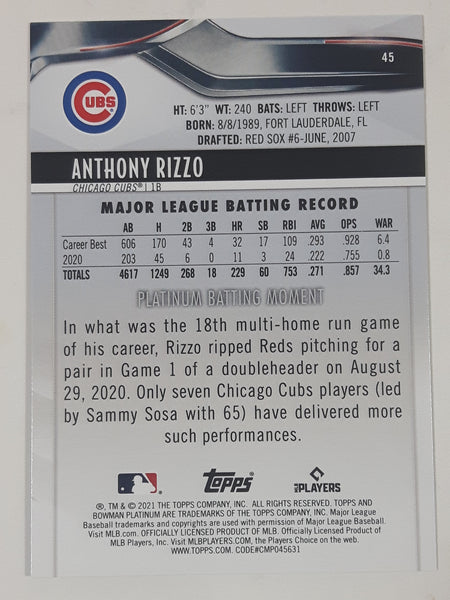 45
CUBS
HT: 6'3" WT: 240 BATS: LEFT THROWS: LEFT
BORN: 8/8/1989, FORT LAUDERDALE, FL
DRAFTED: RED SOX #6-JUNE, 2007
ANTHONY RIZZO
CHICAGO CUBS® | 1B
MAJOR LEAGUE BATTING RECORD
AB H 2B 3B HR SB RBI AVG OPS WAR
Career Best 606 170 43 4 32 17 109 .293 .928 6.4
2020 203 45 6 0 11 3 24 .222 .755 0.8
TOTALS 4617 1249 268 18 229 60 753 .271 .857 34.3
PLATINUM BATTING MOMENT
In what was the 18th multi-home run game
of his career, Rizzo ripped Reds pitching for a
pair in Game 1 of a doubleheader on August
29, 2020. Only seven Chicago Cubs players (led
by Sammy Sosa with 65) have delivered more
such performances.
Topps
MLB PLAYERS
®, TM & © 2021 THE TOPPS COMPANY, INC. ALL RIGHTS RESERVED. TOPPS AND
BOWMAN PLATINUM ARE TRADEMARKS OF THE TOPPS COMPANY, INC. Major League
Baseball trademarks and copyrights are used with permission of Major League Baseball.
Visit MLB.com. OFFICIALLY LICENSED PRODUCT OF MLB. Officially Licensed Product of
MLB Players, Inc. Visit MLBPLAYERS.COM, the Players Choice on the web.
WWW.TOPPS.COM. CODE#CMP045631